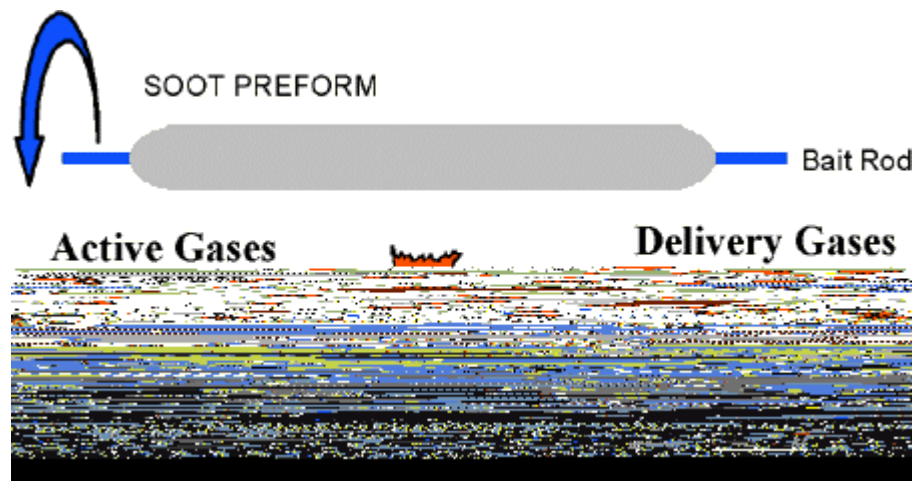 SOOT PREFORM
Bait Rod
Active Gases
Delivery Gases